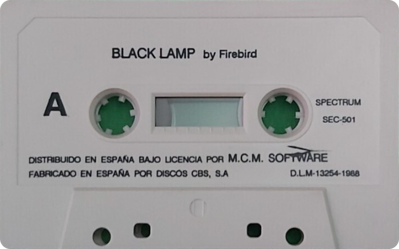 BLACK LAMP by Firebird
A
SPECTRUM
SEC-501
DISTRIBUIDO EN ESPAÑA BAJO LICENCIA POR M.C.M. SOFTWARE
FABRICADO EN ESPAÑA POR DISCOS CBS, S.A
D.L.M-13254-1988